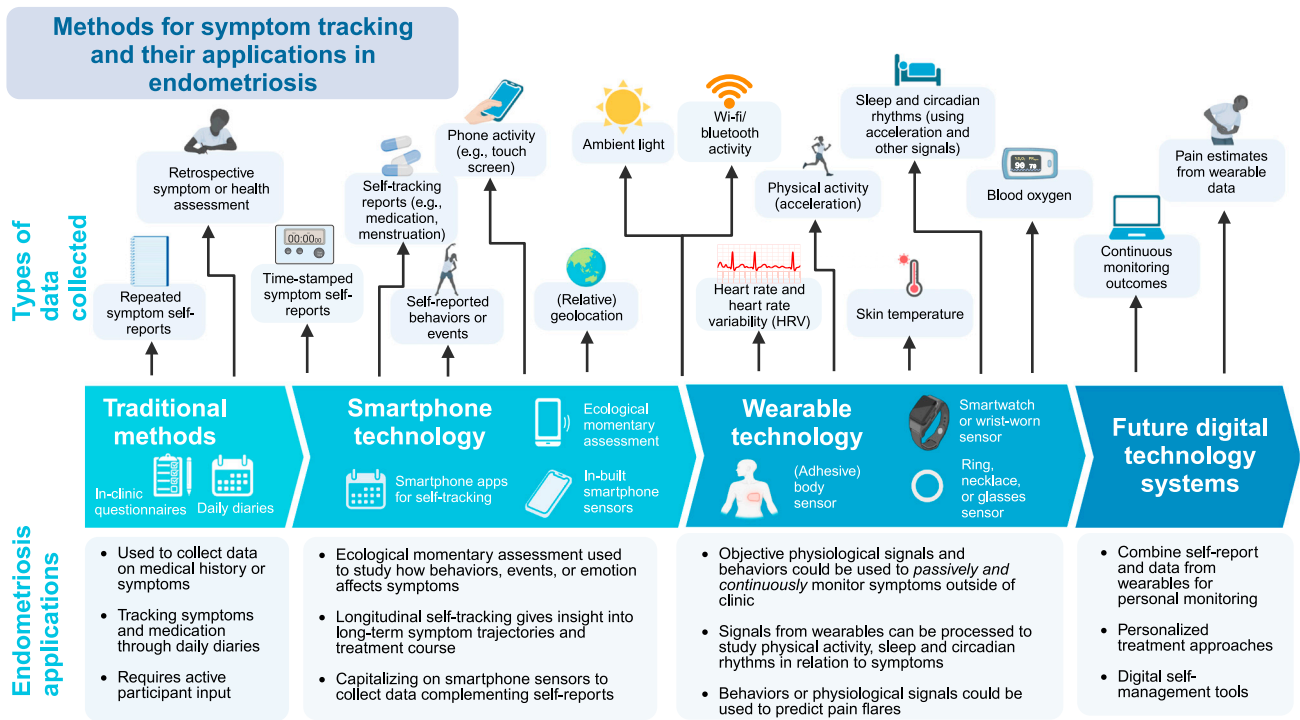 Methods for symptom tracking
and their applications in
endometriosis
Types of
data
collected
Retrospective
symptom or health
assessment
Repeated
symptom self-
reports
00:00:00
Time-stamped
symptom self-
reports
Self-tracking
reports (e.g.,
medication,
menstruation)
Self-reported
behaviors or
events
Phone activity
(e.g., touch
screen)
(Relative)
geolocation
Ambient light
Wi-fi/
bluetooth
activity
Heart rate and
heart rate
variability (HRV)
Physical activity
(acceleration)
Sleep and circadian
rhythms (using
acceleration and
other signals)
Skin temperature
Blood oxygen
Continuous
monitoring
outcomes
Pain estimates
from wearable
data
Traditional
methods
In-clinic
questionnaires
Daily diaries
Smartphone
technology
Ecological
momentary
assessment
Smartphone apps
for self-tracking
In-built
smartphone
sensors
Wearable
technology
Smartwatch
or wrist-worn
sensor
(Adhesive)
body
sensor
Ring,
necklace,
or glasses
sensor
Future digital
technology
systems
Endometriosis
applications
• Used to collect data
on medical history or
symptoms
• Tracking symptoms
and medication
through daily diaries
• Requires active
participant input
• Ecological momentary assessment used
to study how behaviors, events, or emotion
affects symptoms
• Longitudinal self-tracking gives insight into
long-term symptom trajectories and
treatment course
• Capitalizing on smartphone sensors to
collect data complementing self-reports
• Objective physiological signals and
behaviors could be used to passively and
continuously monitor symptoms outside of
clinic
• Signals from wearables can be processed to
study physical activity, sleep and circadian
rhythms in relation to symptoms
• Behaviors or physiological signals could be
used to predict pain flares
• Combine self-report
and data from
wearables for
personal monitoring
• Personalized
treatment approaches
• Digital self-
management tools